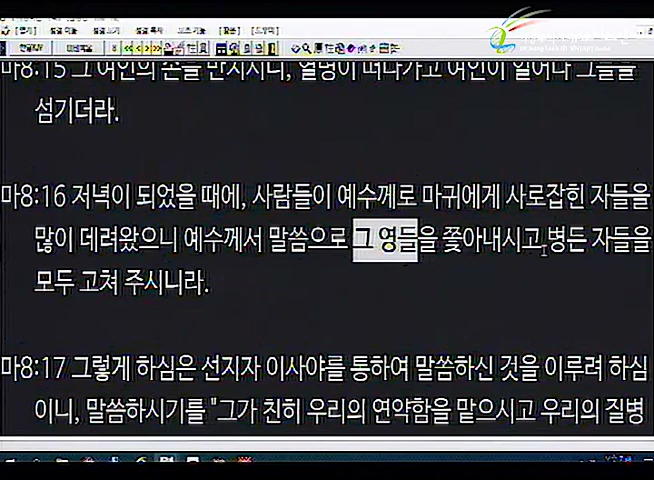 마8:15 그 여인의 손을 만지시니, 열병이 떠나가고 여인이 일어나 그들을
섬기더라.
마8:16 저녁이 되었을 때에, 사람들이 예수께로 마귀에게 사로잡힌 자들을
많이 데려왔으니 예수께서 말씀으로 그 영들을 쫓아내시고 병든 자들을
모두 고쳐 주시니라.
마8:17 그렇게 하심은 선지자 이사야를 통하여 말씀하신 것을 이루려 하심
이니, 말씀하시기를 "그가 친히 우리의 연약함을 맡으시고 우리의 질병